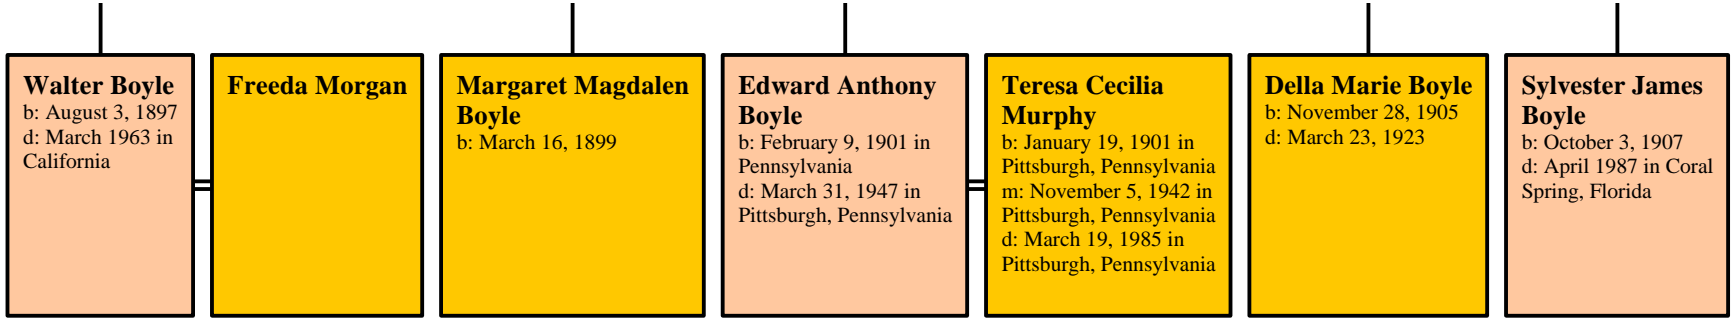 Walter Boyle
b: August 3, 1897
d: March 1963 in
California
Freeda Morgan
Margaret Magdalen
Boyle
b: March 16, 1899
Edward Anthony
Boyle
b: February 9, 1901 in
Pennsylvania
d: March 31, 1947 in
Pittsburgh, Pennsylvania
Teresa Cecilia
Murphy
b: January 19, 1901 in
Pittsburgh, Pennsylvania
m: November 5, 1942 in
Pittsburgh, Pennsylvania
d: March 19, 1985 in
Pittsburgh, Pennsylvania
Della Marie Boyle
b: November 28, 1905
d: March 23, 1923
Sylvester James
Boyle
b: October 3, 1907
d: April 1987 in Coral
Spring, Florida